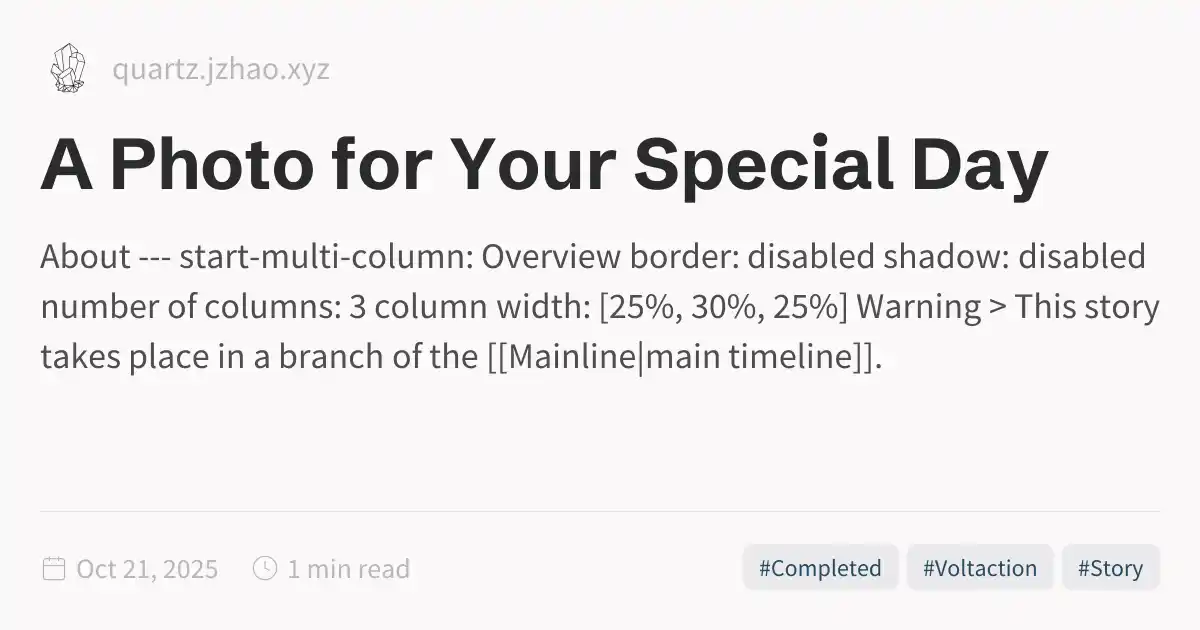 quartz.jzhao.xyz
A Photo for Your Special Day
About --- start-multi-column: Overview border: disabled shadow: disabled
number of columns: 3 column width: [25%, 30%, 25%] Warning > This story
takes place in a branch of the [[Mainline|main timeline]].
Oct 21, 2025 1 min read #Completed #Voltaction #Story